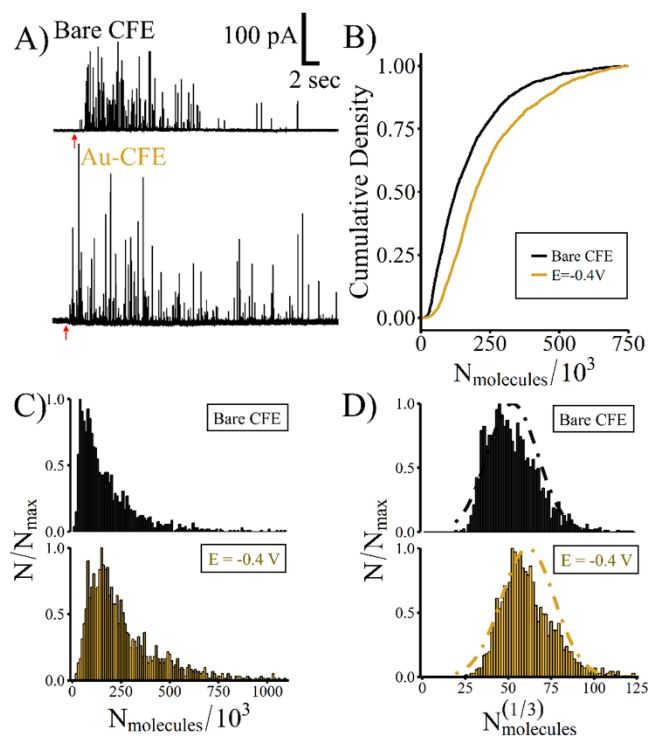 A)
Bare CFE
100 pA
2 sec
Au-CFE
B)
Cumulative Density
1.00
0.75
0.50
0.25
0.00
Bare CFE
E=-0.4V
0 250 500 750
N_molecules/10^3
C)
N/N_max
1.0
0.5
0.0
Bare CFE
1.0
0.5
0.0
E = -0.4 V
0 250 500 750 1000
N_molecules/10^3
D)
1.0
0.5
0.0
Bare CFE
1.0
0.5
0.0
E = -0.4 V
0 25 50 75 100 125
N_molecules^(1/3)